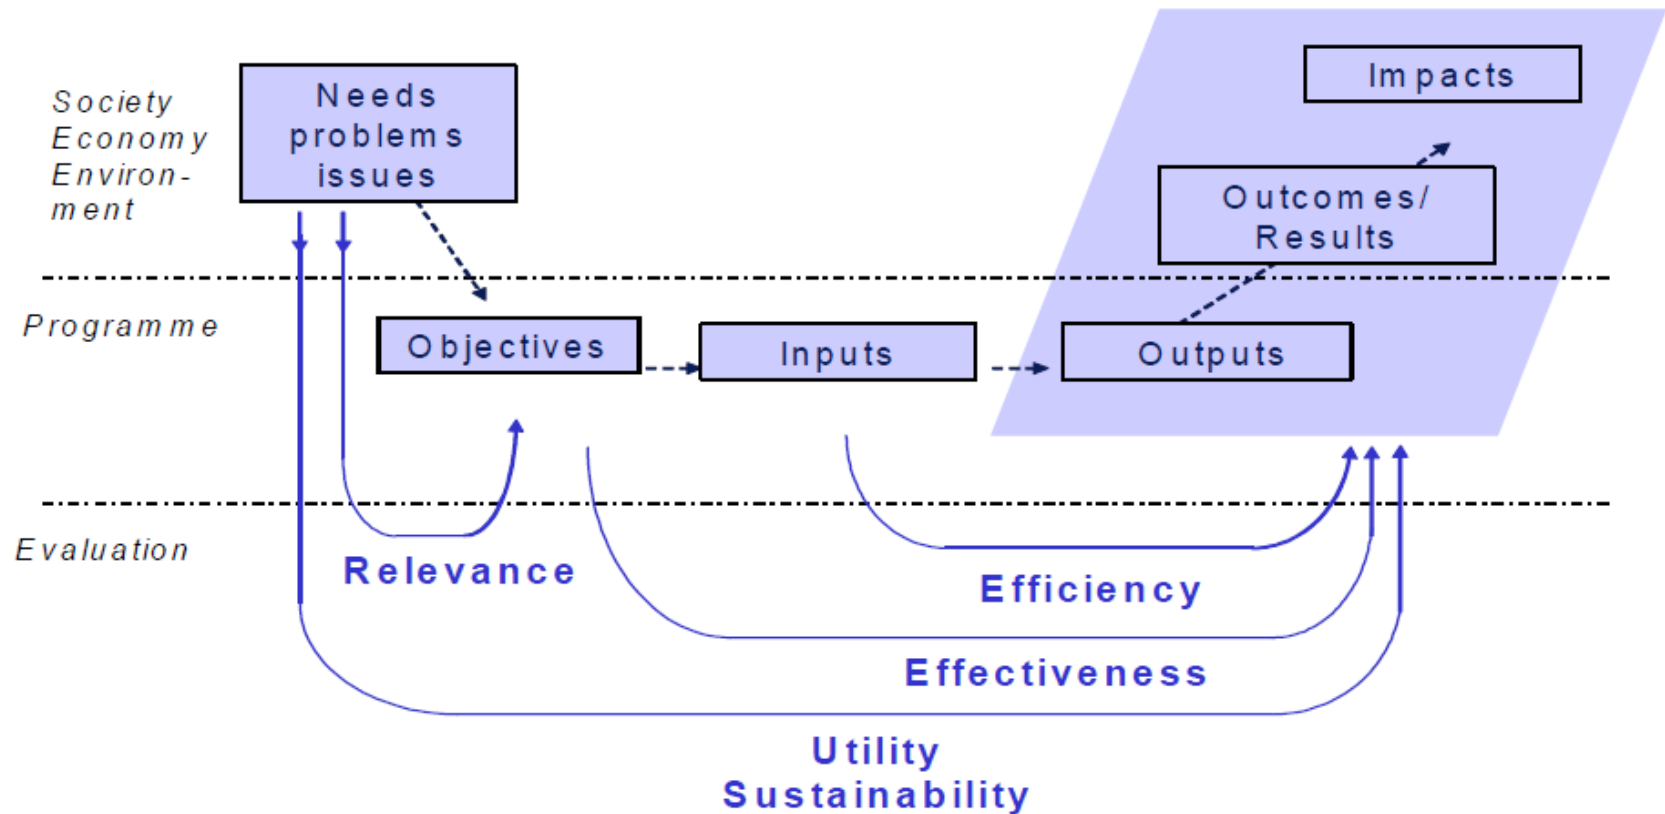 Society
Economy
Environ-
ment
Needs
problems
issues
Impacts
Outcomes/
Results
Programme
Objectives
Inputs
Outputs
Evaluation
Relevance
Efficiency
Effectiveness
Utility
Sustainability